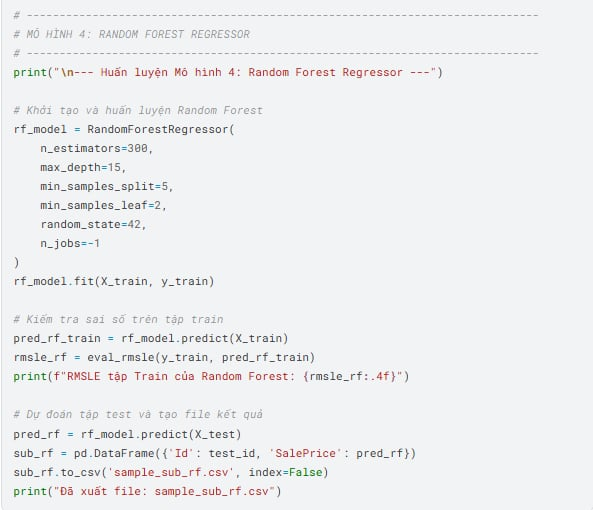 # ------------------------------------------------------------------------------
# MÔ HÌNH 4: RANDOM FOREST REGRESSOR
# ------------------------------------------------------------------------------
print("\n--- Huấn luyện Mô hình 4: Random Forest Regressor ---")

# Khởi tạo và huấn luyện Random Forest
rf_model = RandomForestRegressor(
    n_estimators=300,
    max_depth=15,
    min_samples_split=5,
    min_samples_leaf=2,
    random_state=42,
    n_jobs=-1
)
rf_model.fit(X_train, y_train)

# Kiểm tra sai số trên tập train
pred_rf_train = rf_model.predict(X_train)
rmsle_rf = eval_rmsle(y_train, pred_rf_train)
print(f"RMSLE tập Train của Random Forest: {rmsle_rf:.4f}")

# Dự đoán tập test và tạo file kết quả
pred_rf = rf_model.predict(X_test)
sub_rf = pd.DataFrame({'Id': test_id, 'SalePrice': pred_rf})
sub_rf.to_csv('sample_sub_rf.csv', index=False)
print("Đã xuất file: sample_sub_rf.csv")